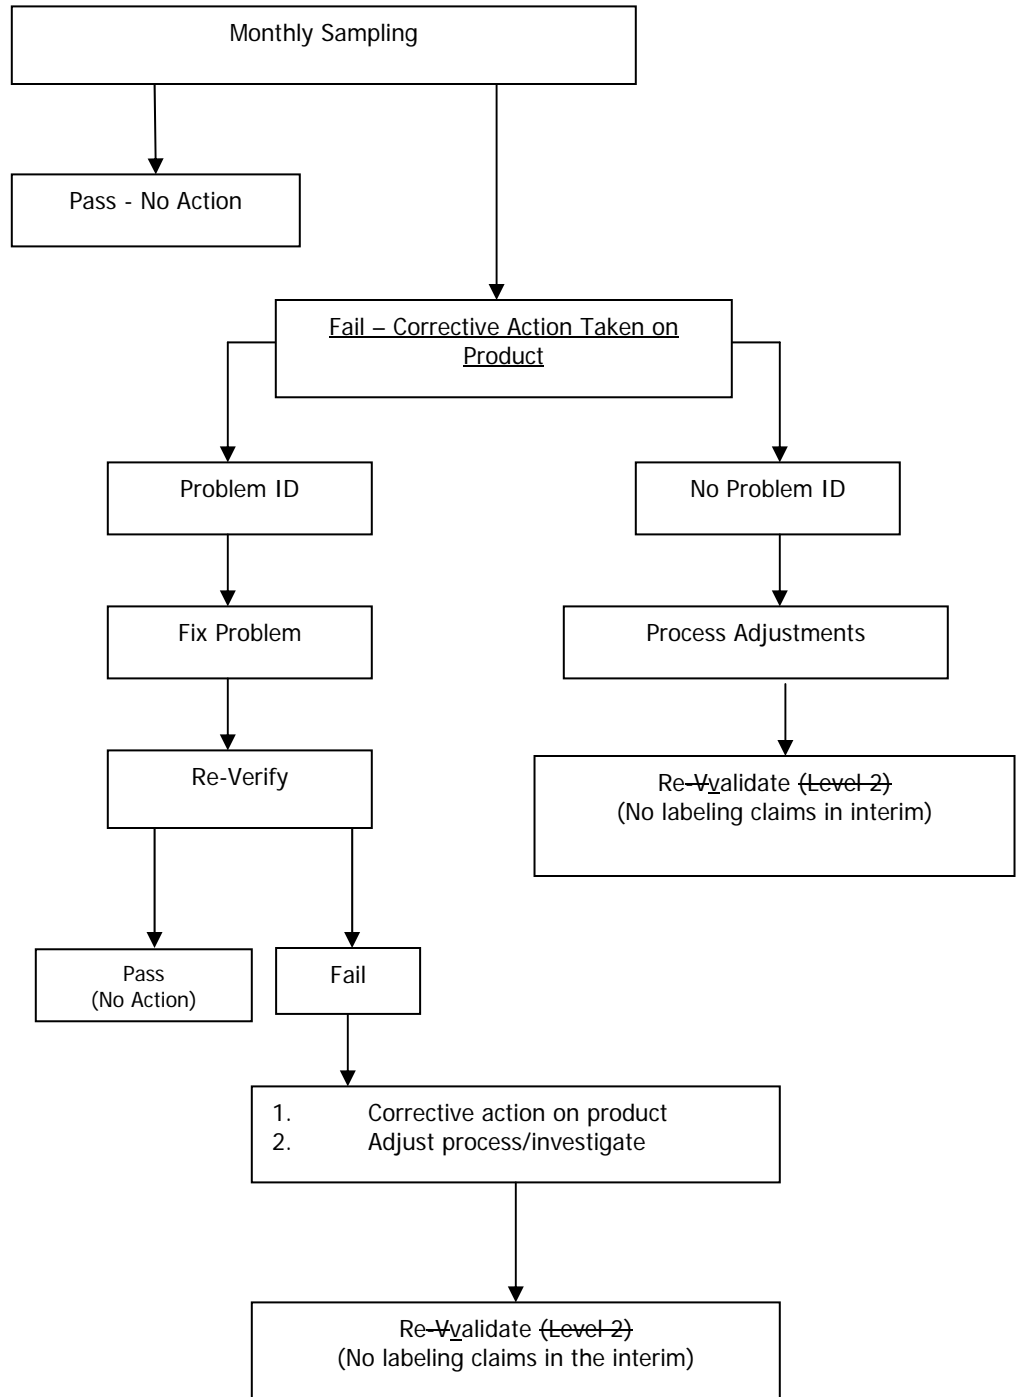 Monthly Sampling
Pass - No Action
Fail – Corrective Action Taken on
Product
Problem ID
No Problem ID
Fix Problem
Process Adjustments
Re-Verify
Re-Vvalidate (Level 2)
(No labeling claims in interim)
Pass
(No Action)
Fail
1. Corrective action on product
2. Adjust process/investigate
Re-Vvalidate (Level 2)
(No labeling claims in the interim)